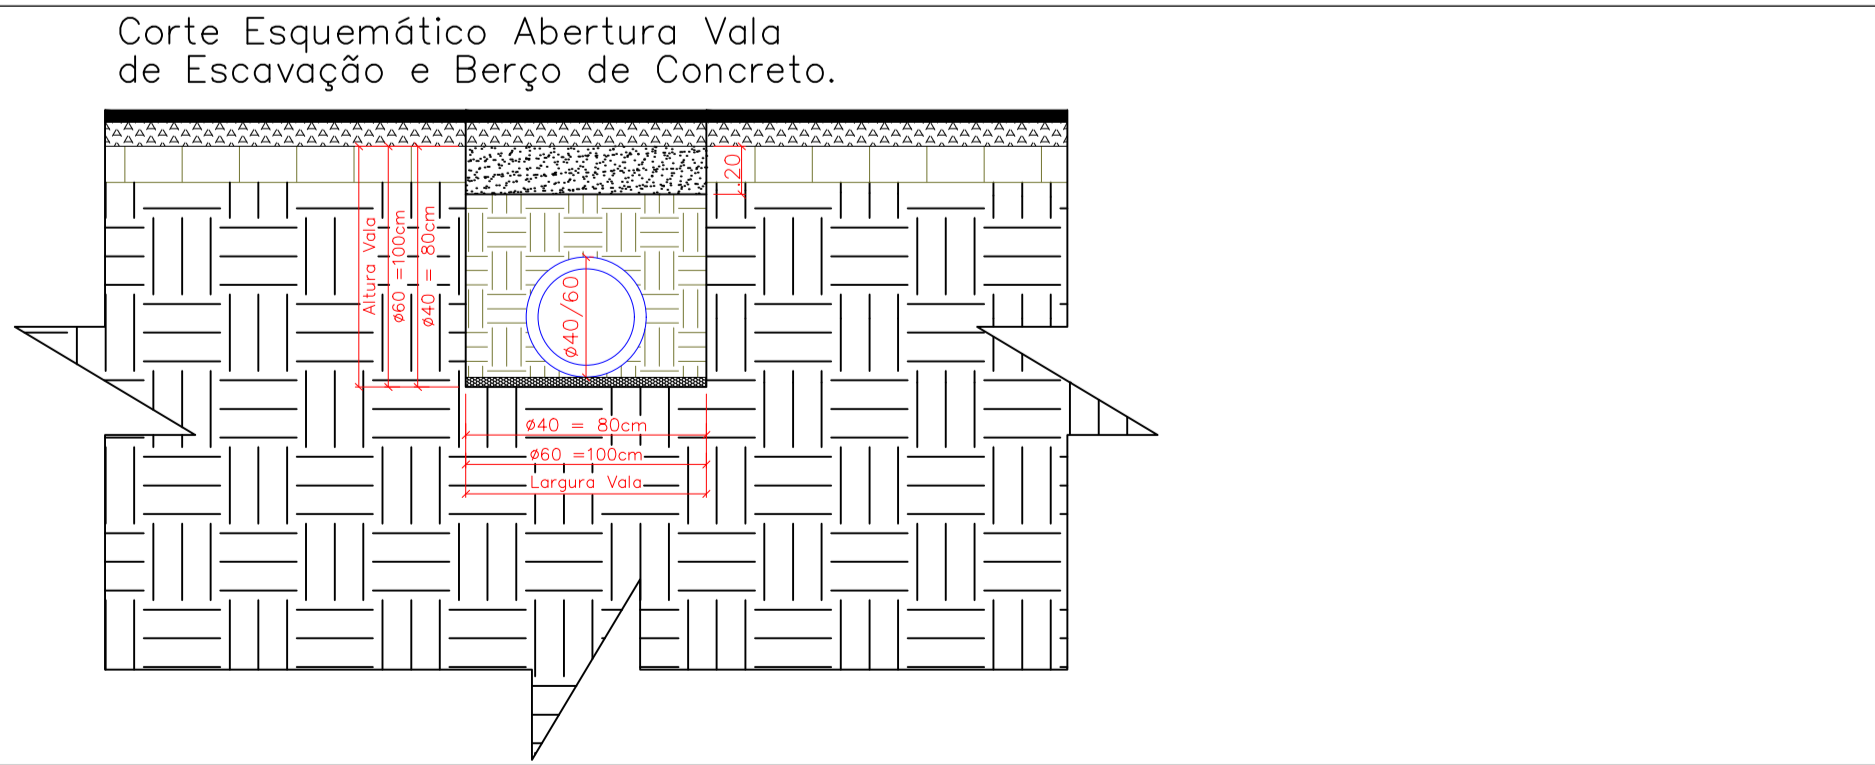 Corte Esquemático Abertura Vala
de Escavação e Berço de Concreto.
.20
Altura Vala
ø60 =100cm
ø40 = 80cm
ø40/60
ø40 = 80cm
ø60 =100cm
Largura Vala